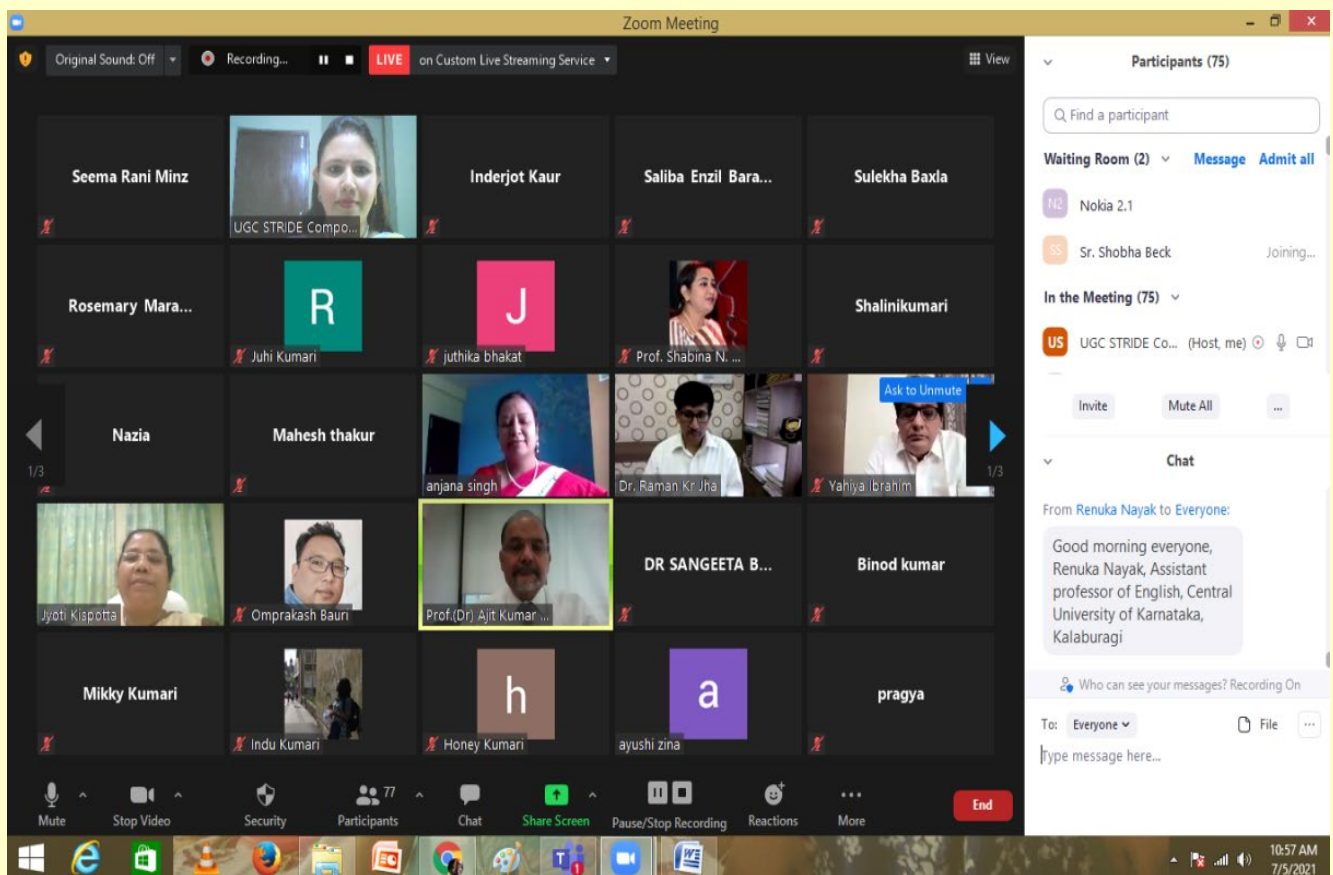 Zoom Meeting
Original Sound: Off
Recording...
LIVE on Custom Live Streaming Service
View
Seema Rani Minz
UGC STRIDE Compo...
Inderjot Kaur
Saliba Enzil Bara...
Sulekha Baxla
Rosemary Mara...
R
Juhi Kumari
J
juthika bhakat
Prof. Shabina N. ...
Shalinikumari
1/3
Nazia
Mahesh thakur
anjana singh
Dr. Raman Kr Jha
Ask to Unmute
Yahiya Ibrahim
1/3
Jyoti Kispotta
Omprakash Bauri
Prof.(Dr) Ajit Kumar ...
DR SANGEETA B...
Binod kumar
Mikky Kumari
Indu Kumari
h
Honey Kumari
a
ayushi zina
pragya
Mute
Stop Video
Security
77
Participants
Chat
Share Screen
Pause/Stop Recording
Reactions
More
End
Participants (75)
Find a participant
Waiting Room (2) Message Admit all
N2 Nokia 2.1
SS Sr. Shobha Beck Joining...
In the Meeting (75)
US UGC STRIDE Co... (Host, me)
Invite Mute All ...
Chat
From Renuka Nayak to Everyone:
Good morning everyone,
Renuka Nayak, Assistant
professor of English, Central
University of Karnataka,
Kalaburagi
Who can see your messages? Recording On
To: Everyone File ...
Type message here...
10:57 AM
7/5/2021